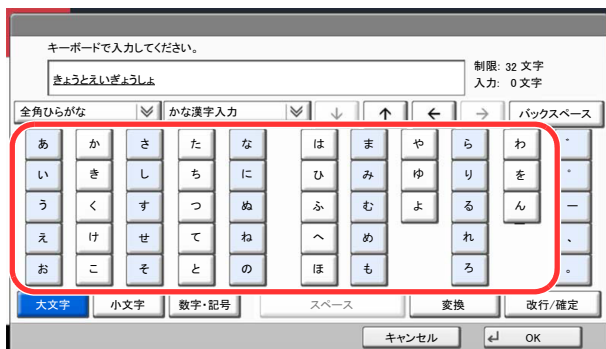 キーボードで入力してください。
制限: 32 文字
きょうとえいぎょうしょ
入力: 0 文字
全角ひらがな かな漢字入力 ↓ ↑ ← → バックスペース
あ か さ た な は ま や ら わ ゛
い き し ち に ひ み ゆ り を ゜
う く す つ ぬ ふ む よ る ん ー
え け せ て ね へ め れ 、
お こ そ と の ほ も ろ 。
大文字 小文字 数字・記号 スペース 変換 改行/確定
キャンセル OK